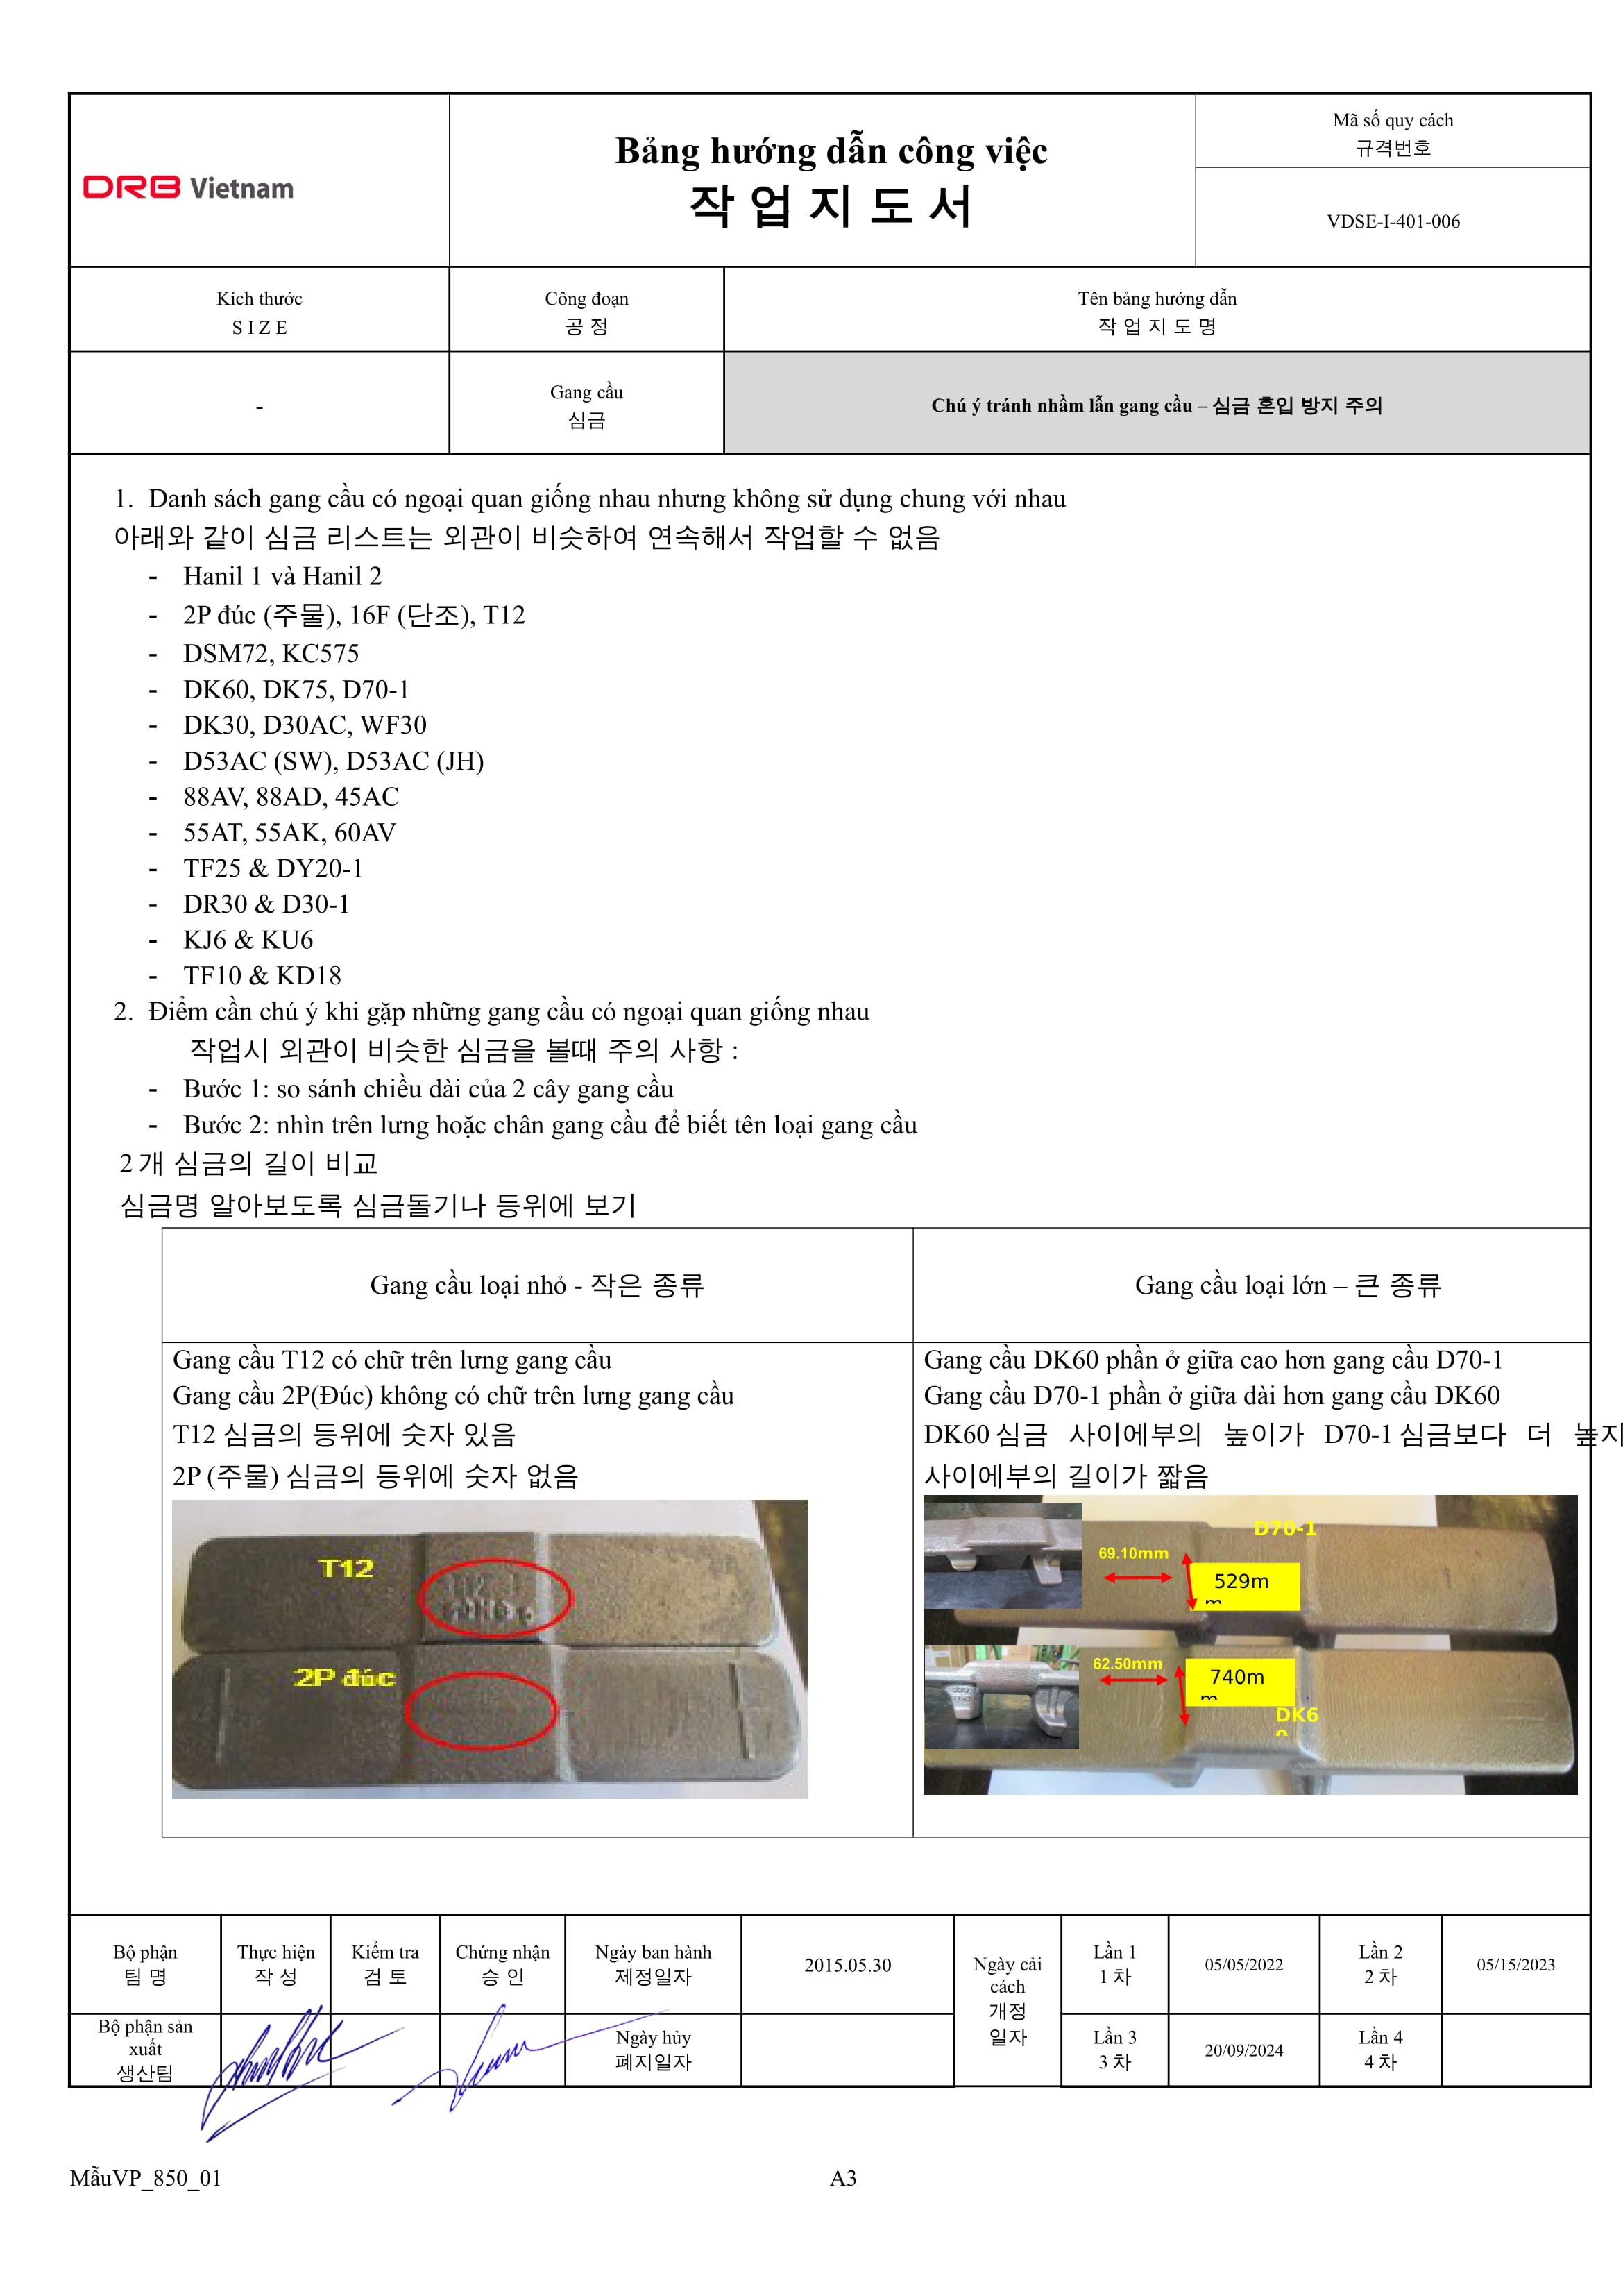 DRB Vietnam
Bảng hướng dẫn công việc
작 업 지 도 서
Mã số quy cách
규격번호
VDSE-I-401-006
Kích thước
S I Z E
Công đoạn
공 정
Tên bảng hướng dẫn
작 업 지 도 명
-
Gang cầu
심금
Chú ý tránh nhầm lẫn gang cầu – 심금 혼입 방지 주의
1. Danh sách gang cầu có ngoại quan giống nhau nhưng không sử dụng chung với nhau
아래와 같이 심금 리스트는 외관이 비슷하여 연속해서 작업할 수 없음
- Hanil 1 và Hanil 2
- 2P đúc (주물), 16F (단조), T12
- DSM72, KC575
- DK60, DK75, D70-1
- DK30, D30AC, WF30
- D53AC (SW), D53AC (JH)
- 88AV, 88AD, 45AC
- 55AT, 55AK, 60AV
- TF25 & DY20-1
- DR30 & D30-1
- KJ6 & KU6
- TF10 & KD18
2. Điểm cần chú ý khi gặp những gang cầu có ngoại quan giống nhau
작업시 외관이 비슷한 심금을 볼때 주의 사항 :
- Bước 1: so sánh chiều dài của 2 cây gang cầu
- Bước 2: nhìn trên lưng hoặc chân gang cầu để biết tên loại gang cầu
2 개 심금의 길이 비교
심금명 알아보도록 심금돌기나 등위에 보기
Gang cầu loại nhỏ - 작은 종류
Gang cầu loại lớn – 큰 종류
Gang cầu T12 có chữ trên lưng gang cầu
Gang cầu 2P(Đúc) không có chữ trên lưng gang cầu
T12 심금의 등위에 숫자 있음
2P (주물) 심금의 등위에 숫자 없음
T12
2P đúc
Gang cầu DK60 phần ở giữa cao hơn gang cầu D70-1
Gang cầu D70-1 phần ở giữa dài hơn gang cầu DK60
DK60 심금 사이에부의 높이가 D70-1 심금보다 더 높지
사이에부의 길이가 짧음
D70-1
69.10mm
529m
m
62.50mm
740m
m
DK6
0
Bộ phận
팀 명
Thực hiện
작 성
Kiểm tra
검 토
Chứng nhận
승 인
Ngày ban hành
제정일자
2015.05.30
Ngày cải
cách
개정
일자
Lần 1
1 차
05/05/2022
Lần 2
2 차
05/15/2023
Bộ phận sản
xuất
생산팀
Ngày hủy
폐지일자
Lần 3
3 차
20/09/2024
Lần 4
4 차
MẫuVP_850_01
A3